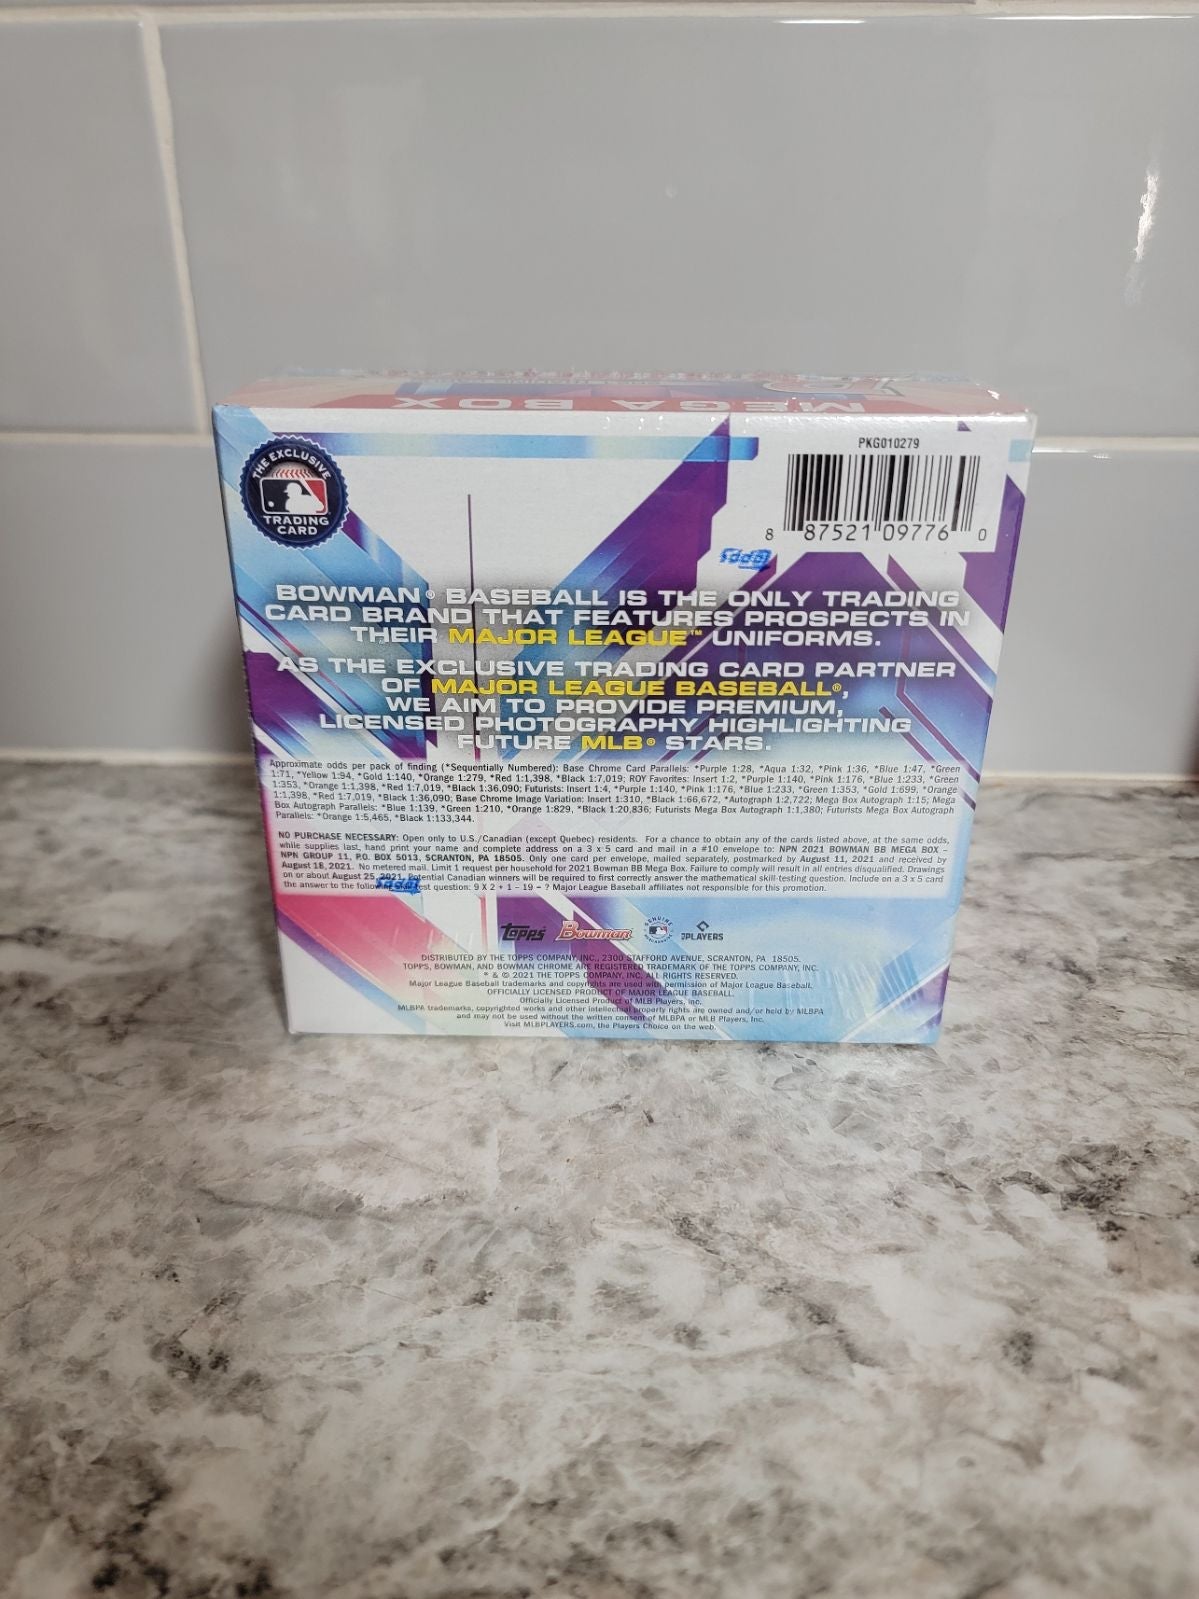 MEGA BOX
THE EXCLUSIVE
TRADING
CARD
PKG010279
8 87521 09776 0
topps
BOWMAN® BASEBALL IS THE ONLY TRADING
CARD BRAND THAT FEATURES PROSPECTS IN
THEIR MAJOR LEAGUE™ UNIFORMS.
AS THE EXCLUSIVE TRADING CARD PARTNER
OF MAJOR LEAGUE BASEBALL®,
WE AIM TO PROVIDE PREMIUM,
LICENSED PHOTOGRAPHY HIGHLIGHTING
FUTURE MLB® STARS.
Approximate odds per pack of finding (*Sequentially Numbered): Base Chrome Card Parallels: *Purple 1:28, *Aqua 1:32, *Pink 1:36, *Blue 1:47, *Green
1:71, *Yellow 1:94, *Gold 1:140, *Orange 1:279, *Red 1:1,398, *Black 1:7,019; ROY Favorites: Insert 1:2, *Purple 1:140, *Pink 1:176, *Blue 1:233, *Green
1:353, *Orange 1:1,398, *Red 1:7,019, *Black 1:36,090; Futurists: Insert 1:4, *Purple 1:140, *Pink 1:176, *Blue 1:233, *Green 1:353, *Gold 1:699, *Orange
1:1,398, *Red 1:7,019, *Black 1:36,090; Base Chrome Image Variation: Insert 1:310, *Black 1:66,672, *Autograph 1:2,722; Mega Box Autograph 1:15; Mega
Box Autograph Parallels: *Blue 1:139, *Green 1:210, *Orange 1:829, *Black 1:20,836; Futurists Mega Box Autograph 1:1,380; Futurists Mega Box Autograph
Parallels: *Orange 1:5,465, *Black 1:133,344.
NO PURCHASE NECESSARY: Open only to U.S./Canadian (except Quebec) residents. For a chance to obtain any of the cards listed above, at the same odds,
while supplies last, hand print your name and complete address on a 3 x 5 card and mail in a #10 envelope to: NPN 2021 BOWMAN BB MEGA BOX –
NPN GROUP 11, P.O. BOX 5013, SCRANTON, PA 18505. Only one card per envelope, mailed separately, postmarked by August 11, 2021 and received by
August 18, 2021. No metered mail. Limit 1 request per household for 2021 Bowman BB Mega Box. Failure to comply will result in all entries disqualified. Drawings
on or about August 25, 2021. Potential Canadian winners will be required to first correctly answer the mathematical skill-testing question. Include on a 3 x 5 card
the answer to the following skill-test question: 9 X 2 + 1 – 19 = ? Major League Baseball affiliates not responsible for this promotion.
topps
topps Bowman GENUINE MERCHANDISE PLAYERS
DISTRIBUTED BY THE TOPPS COMPANY, INC., 2300 STAFFORD AVENUE, SCRANTON, PA 18505.
TOPPS, BOWMAN, AND BOWMAN CHROME ARE REGISTERED TRADEMARK OF THE TOPPS COMPANY, INC.
® & © 2021 THE TOPPS COMPANY, INC. ALL RIGHTS RESERVED.
Major League Baseball trademarks and copyrights are used with permission of Major League Baseball.
OFFICIALLY LICENSED PRODUCT OF MAJOR LEAGUE BASEBALL.
Officially Licensed Product of MLB Players, Inc.
MLBPA trademarks, copyrighted works and other intellectual property rights are owned and/or held by MLBPA
and may not be used without the written consent of MLBPA or MLB Players, Inc.
Visit MLBPLAYERS.com, the Players Choice on the web.